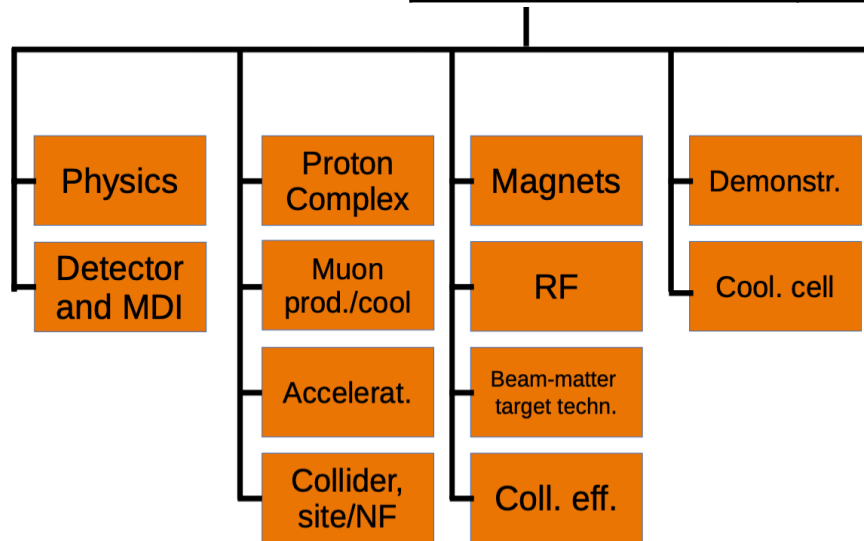 Physics
Detector
and MDI
Proton
Complex
Muon
prod./cool
Accelerat.
Collider,
site/NF
Magnets
RF
Beam-matter
target techn.
Coll. eff.
Demonstr.
Cool. cell